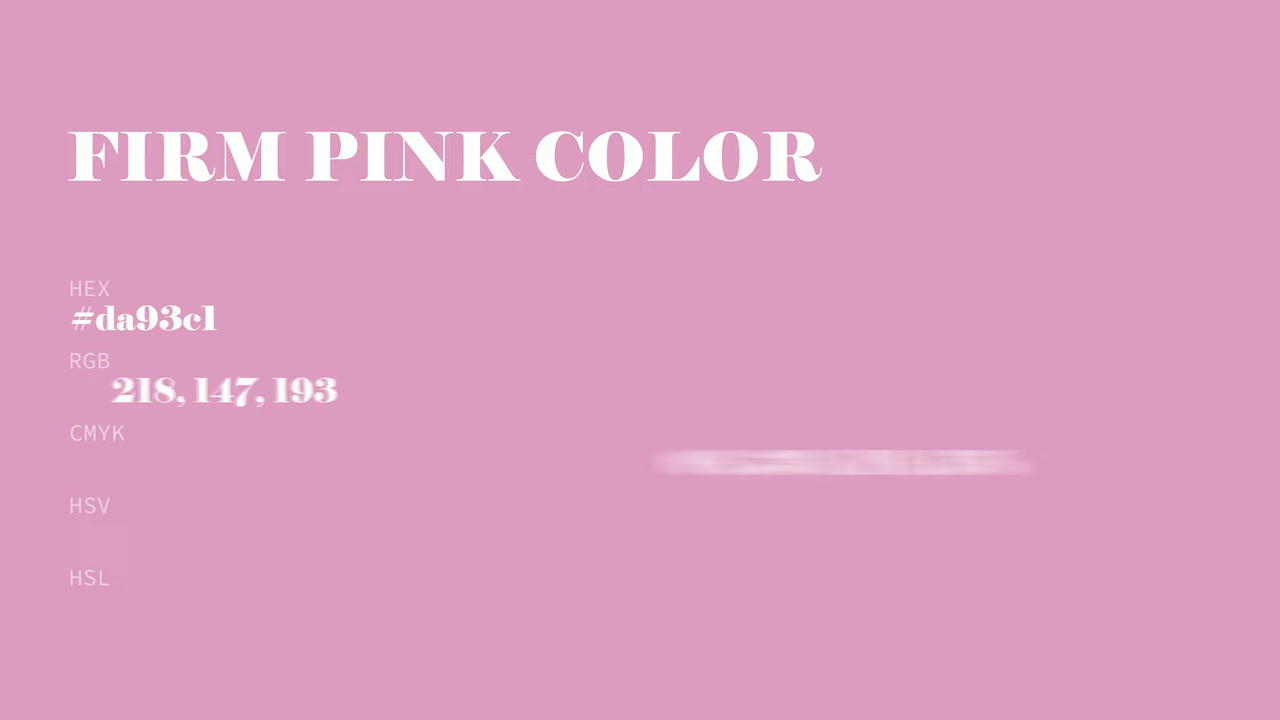 FIRM PINK COLOR
HEX
#da93c1
RGB
218, 147, 193
CMYK
HSV
HSL